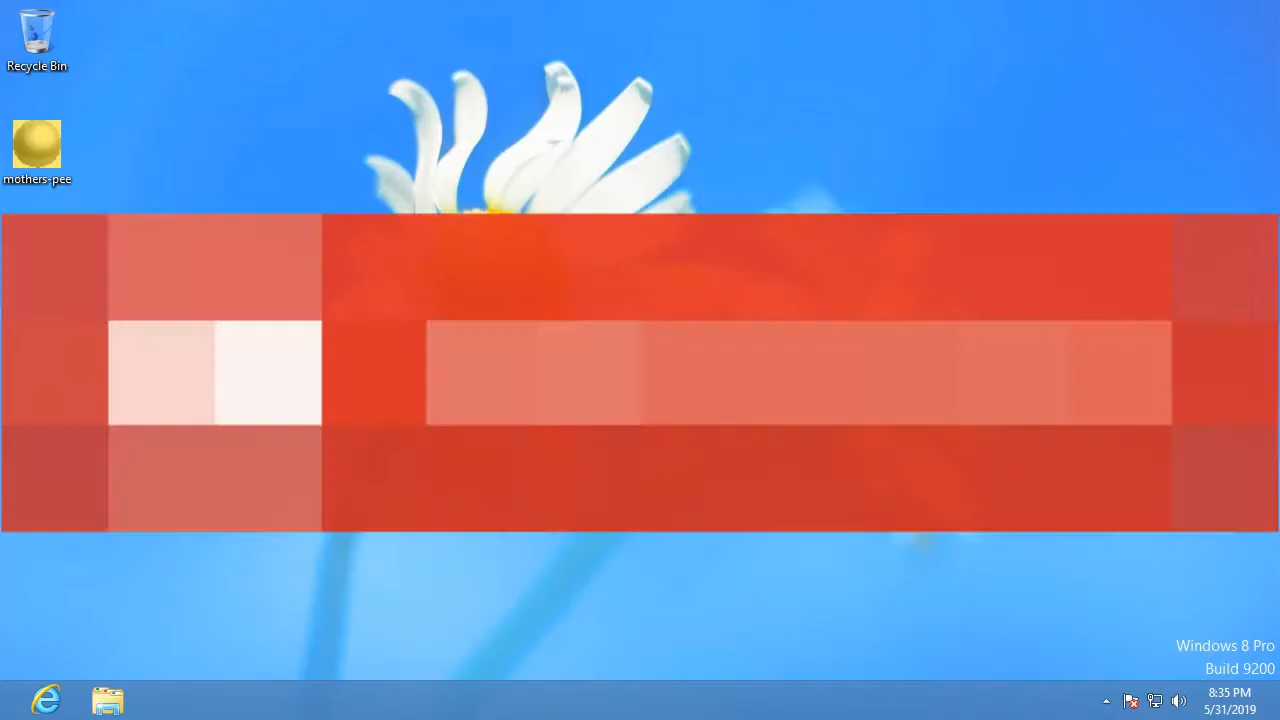 Recycle Bin
mothers-pee
Windows 8 Pro
Build 9200
8:35 PM
5/31/2019